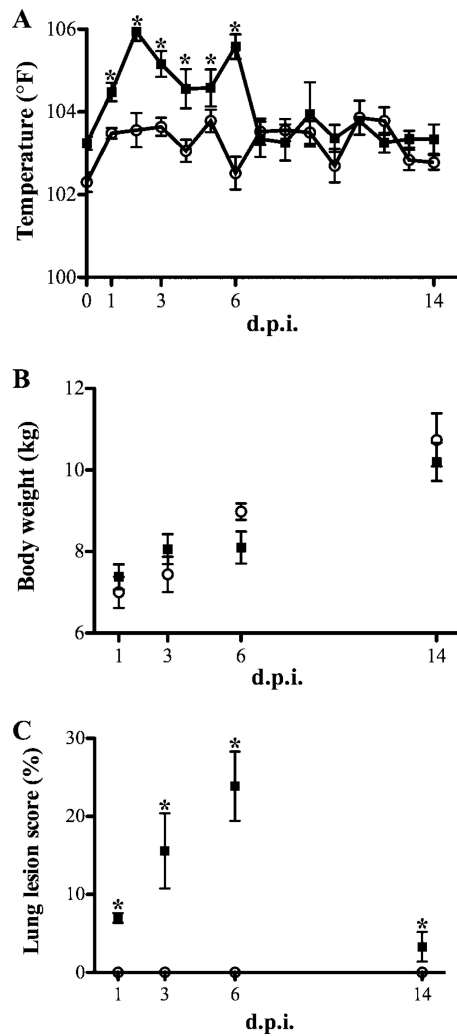 A
Temperature (°F)
106
104
102
100
* * * * * *
0 1 3 6 14
d.p.i.
B
Body weight (kg)
12
10
8
6
1 3 6 14
d.p.i.
C
Lung lesion score (%)
30
20
10
0
* * * *
1 3 6 14
d.p.i.